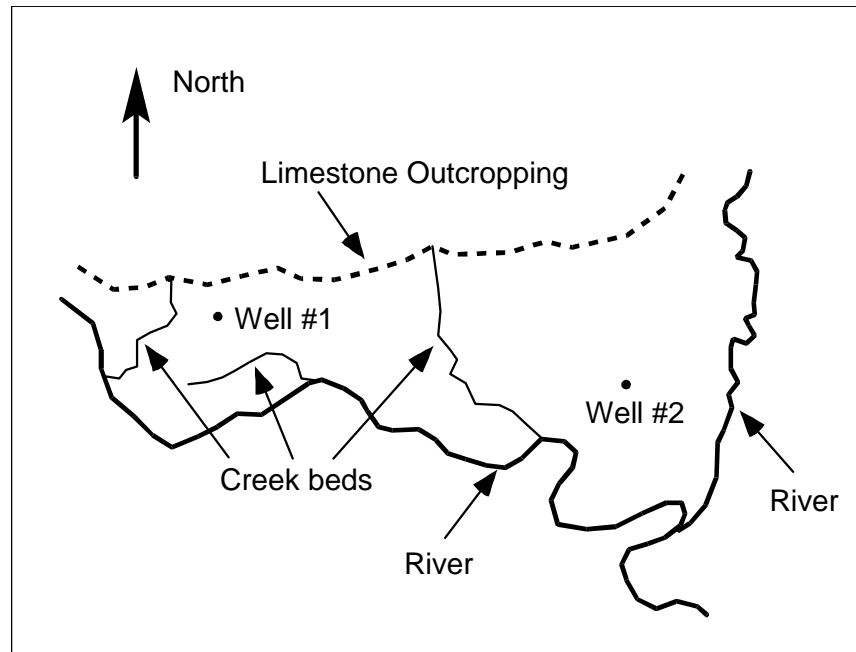 North
Limestone Outcropping
Well #1
Well #2
Creek beds
River
River